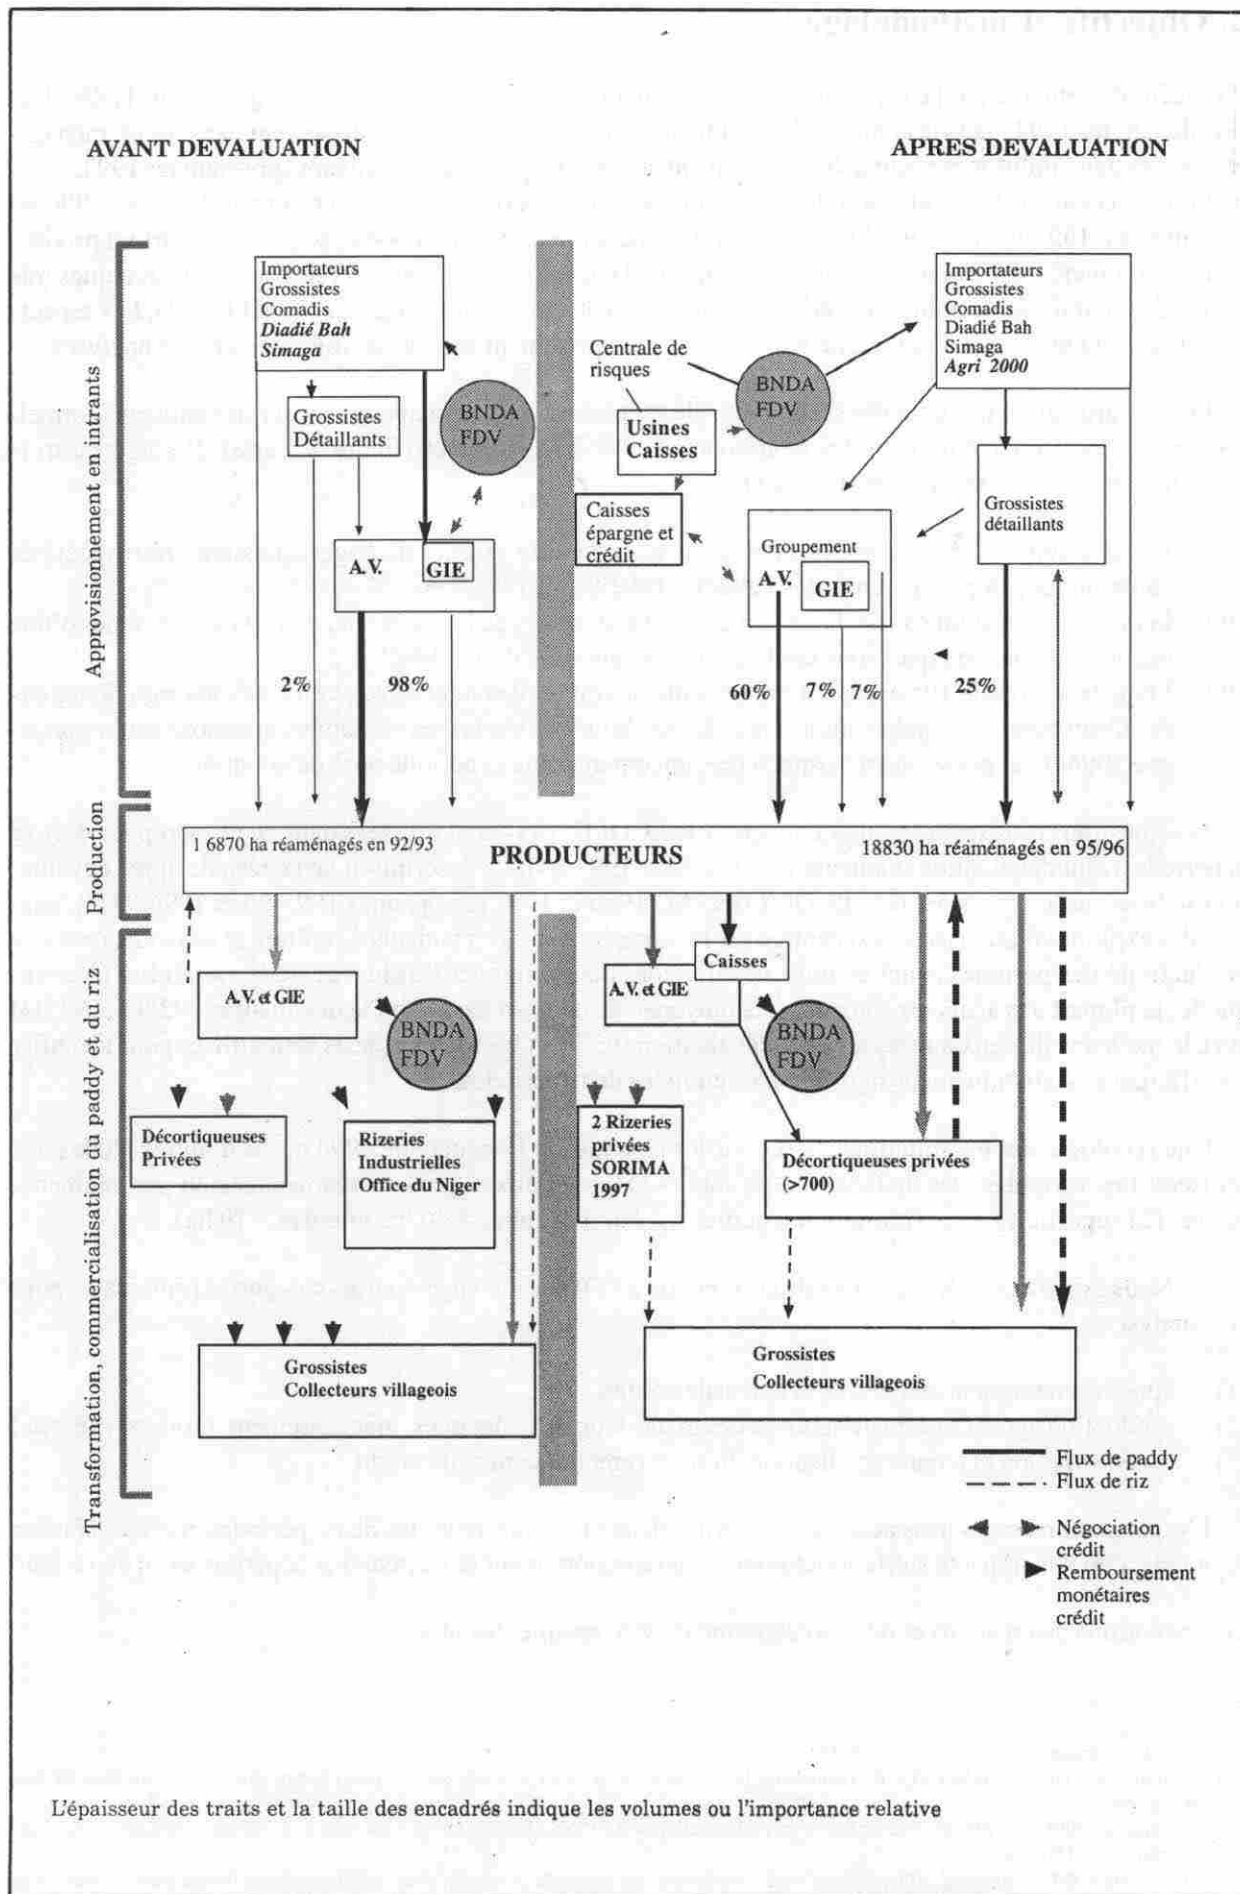 AVANT DEVALUATION
APRES DEVALUATION
Approvisionement en intrants
Importateurs
Grossistes
Comadis
Diadié Bah
Simaga
Grossistes
Détaillants
BNDA
FDV
A.V.
GIE
2%
98%
Centrale de
risques
Usines
Caisses
BNDA
FDV
Importateurs
Grossistes
Comadis
Diadié Bah
Simaga
Agri 2000
Caisses
épargne et
crédit
Groupement
A.V.
GIE
Grossistes
détaillants
60%
7%
7%
25%
Production
1 6870 ha réaménagés en 92/93
PRODUCTEURS
18830 ha réaménagés en 95/96
Transformation, commercialisation du paddy et du riz
A.V. et GIE
BNDA
FDV
Décortiqueuses
Privées
Rizeries
Industrielles
Office du Niger
Grossistes
Collecteurs villageois
Caisses
A.V. et GIE
BNDA
FDV
2 Rizeries
privées
SORIMA
1997
Décortiqueuses privées
(>700)
Grossistes
Collecteurs villageois
Flux de paddy
Flux de riz
Négociation
crédit
Remboursement
monétaires
crédit
L'épaisseur des traits et la taille des encadrés indique les volumes ou l'importance relative